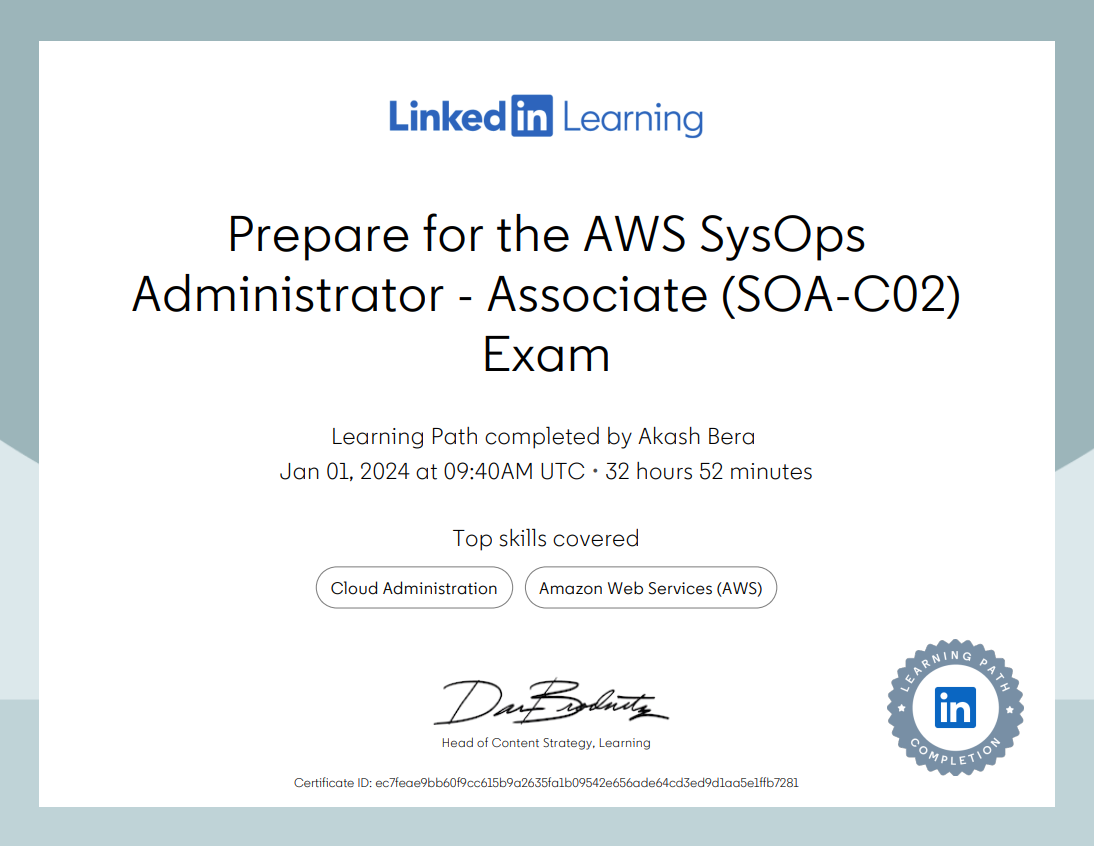 Linked in Learning
Prepare for the AWS SysOps
Administrator - Associate (SOA-C02)
Exam
Learning Path completed by Akash Bera
Jan 01, 2024 at 09:40AM UTC • 32 hours 52 minutes
Top skills covered
Cloud Administration
Amazon Web Services (AWS)
LEARNING PATH
in
COMPLETION
Dan Brodnitz
Head of Content Strategy, Learning
Certificate ID: ec7feae9bb60f9cc615b9a2635fa1b09542e656ade64cd3ed9d1aa5e1ffb7281